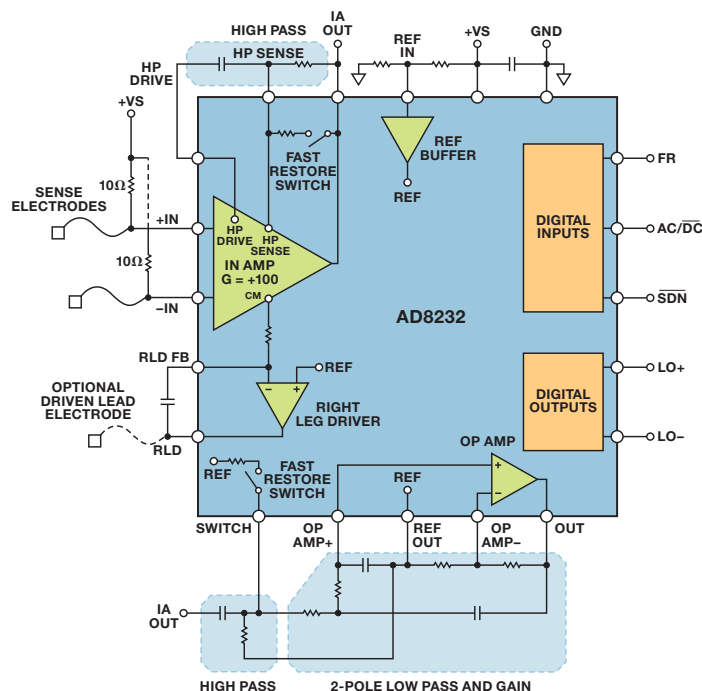 HIGH PASS
IA
OUT
REF
IN
+VS
GND
HP SENSE
HP
DRIVE
+VS
FAST
RESTORE
SWITCH
REF
BUFFER
REF
10Ω
SENSE
ELECTRODES
+IN
10Ω
–IN
HP
DRIVE
HP
SENSE
IN AMP
G = +100
CM
DIGITAL
INPUTS
FR
AC/DC
SDN
AD8232
RLD FB
REF
OPTIONAL
DRIVEN LEAD
ELECTRODE
– +
RIGHT
LEG DRIVER
RLD
DIGITAL
OUTPUTS
LO+
LO–
REF
FAST
RESTORE
SWITCH
REF
OP AMP
+
–
SWITCH
OP
AMP+
REF
OUT
OP
AMP–
OUT
IA
OUT
HIGH PASS
2-POLE LOW PASS AND GAIN